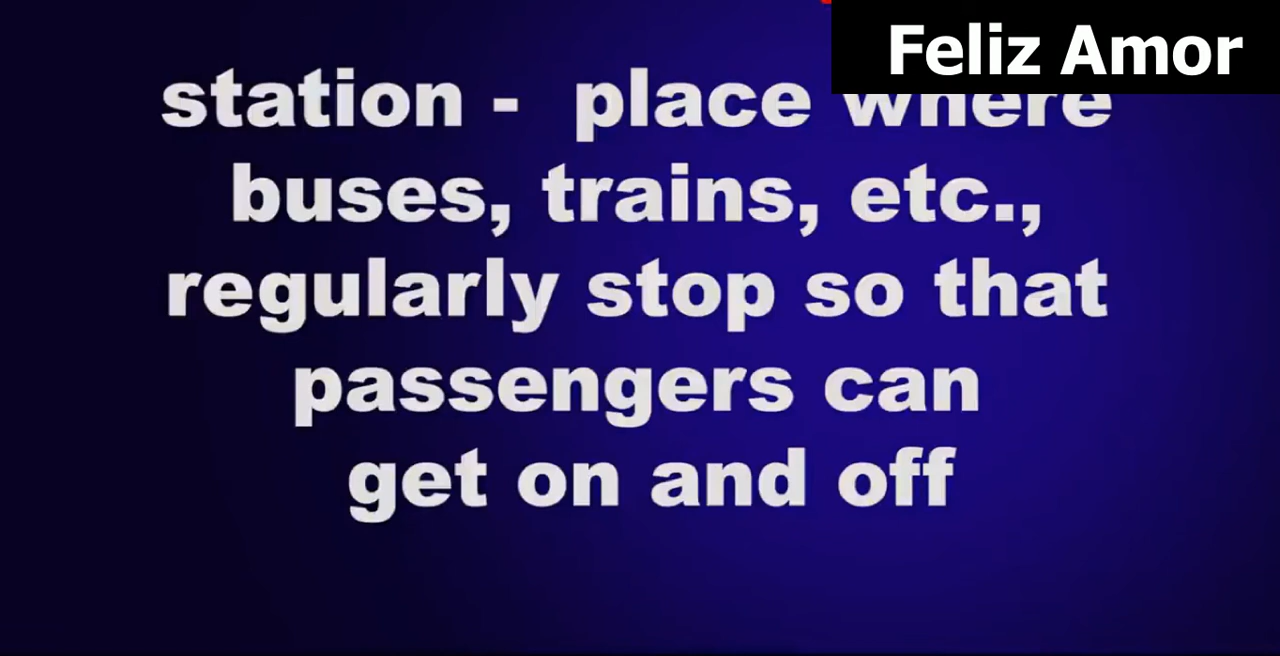 Feliz Amor
station - place where
buses, trains, etc.,
regularly stop so that
passengers can
get on and off